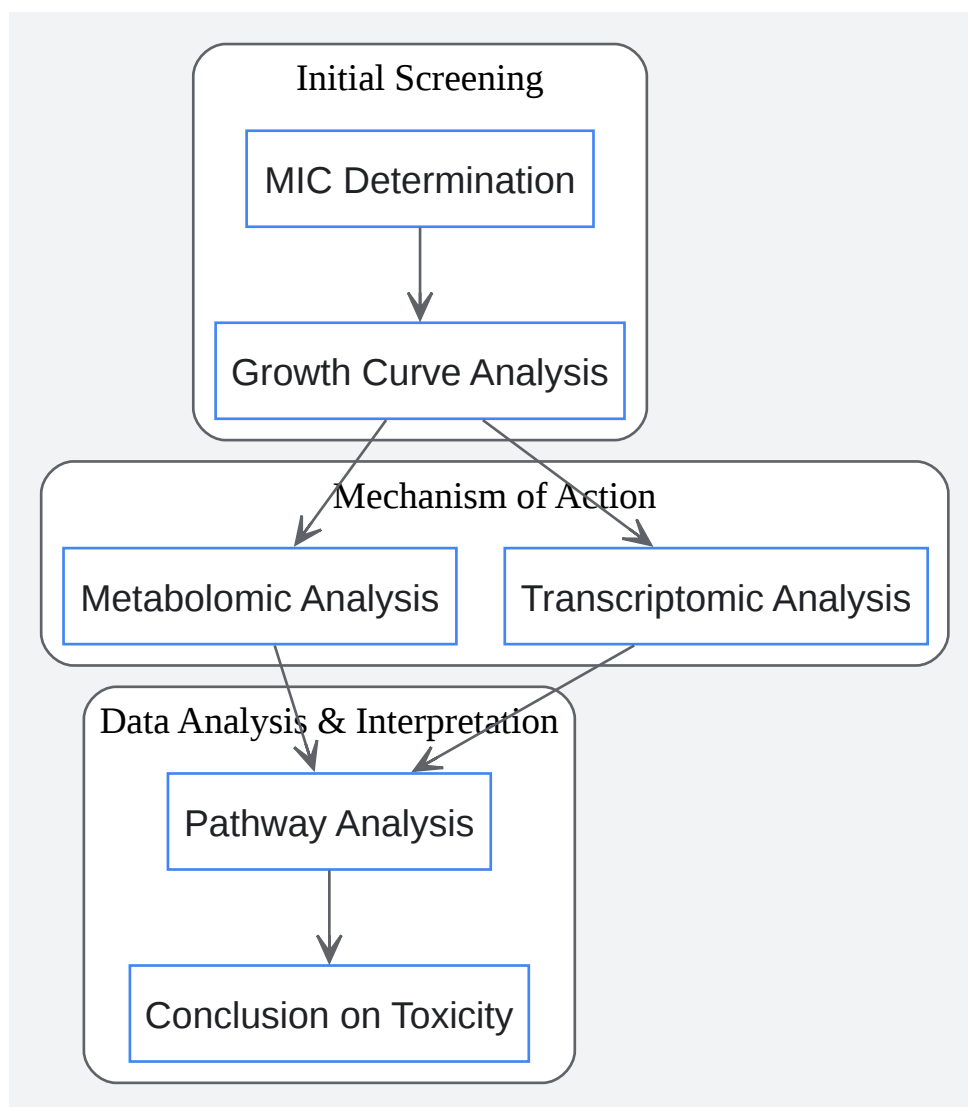 Initial Screening
MIC Determination
Growth Curve Analysis
Mechanism of Action
Metabolomic Analysis
Transcriptomic Analysis
Data Analysis & Interpretation
Pathway Analysis
Conclusion on Toxicity